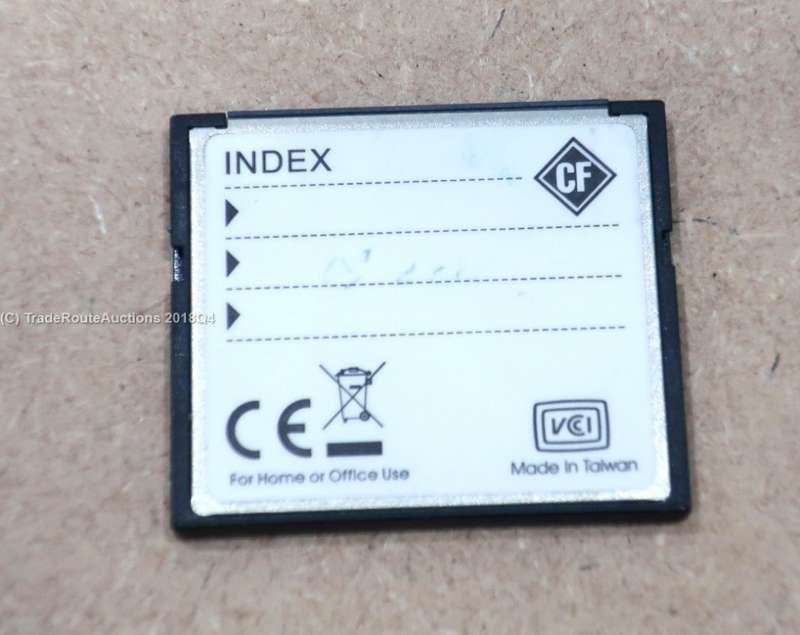 INDEX
CF
(C) TradeRouteAuctions 2018Q4
CE
VCI
For Home or Office Use
Made in Taiwan